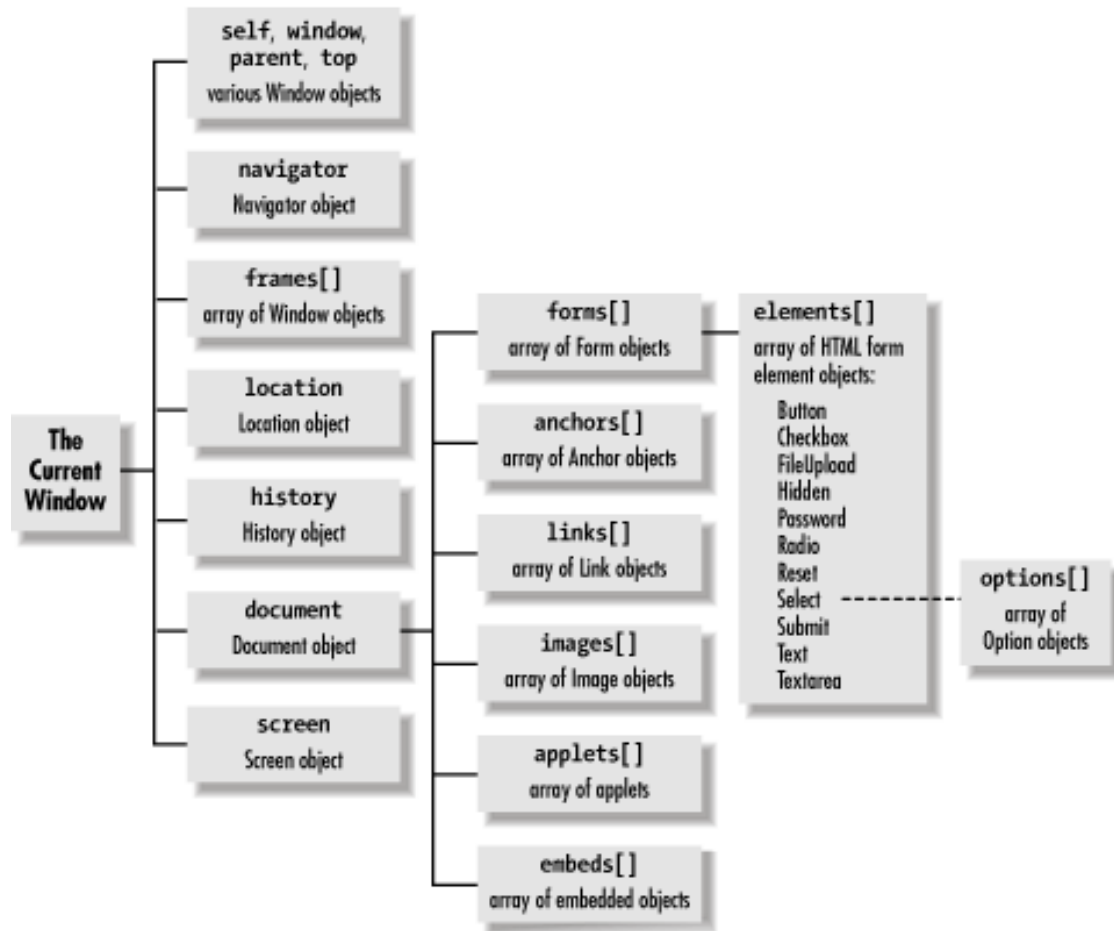 The
Current
Window
self, window,
parent, top
various Window objects
navigator
Navigator object
frames[]
array of Window objects
location
Location object
history
History object
document
Document object
screen
Screen object
forms[]
array of Form objects
anchors[]
array of Anchor objects
links[]
array of Link objects
images[]
array of Image objects
applets[]
array of applets
embeds[]
array of embedded objects
elements[]
array of HTML form
element objects:
Button
Checkbox
FileUpload
Hidden
Password
Radio
Reset
Select
Submit
Text
Textarea
options[]
array of
Option objects